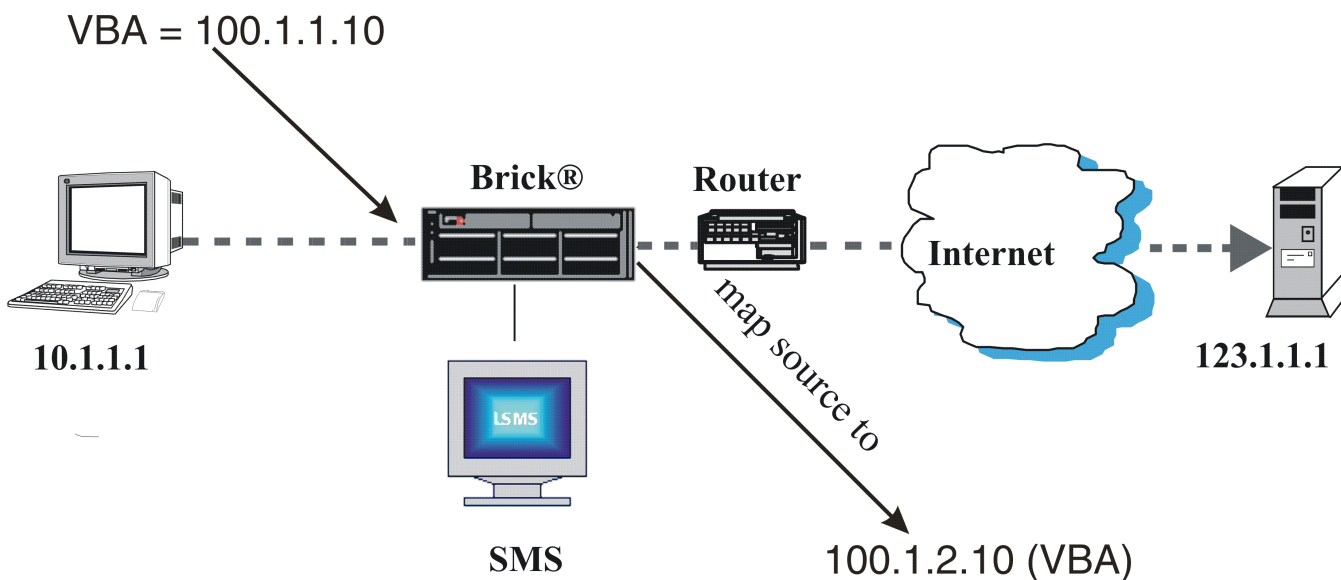 VBA = 100.1.1.10
Brick®
Router
Internet
10.1.1.1
123.1.1.1
map source to
LSMS
SMS
100.1.2.10 (VBA)